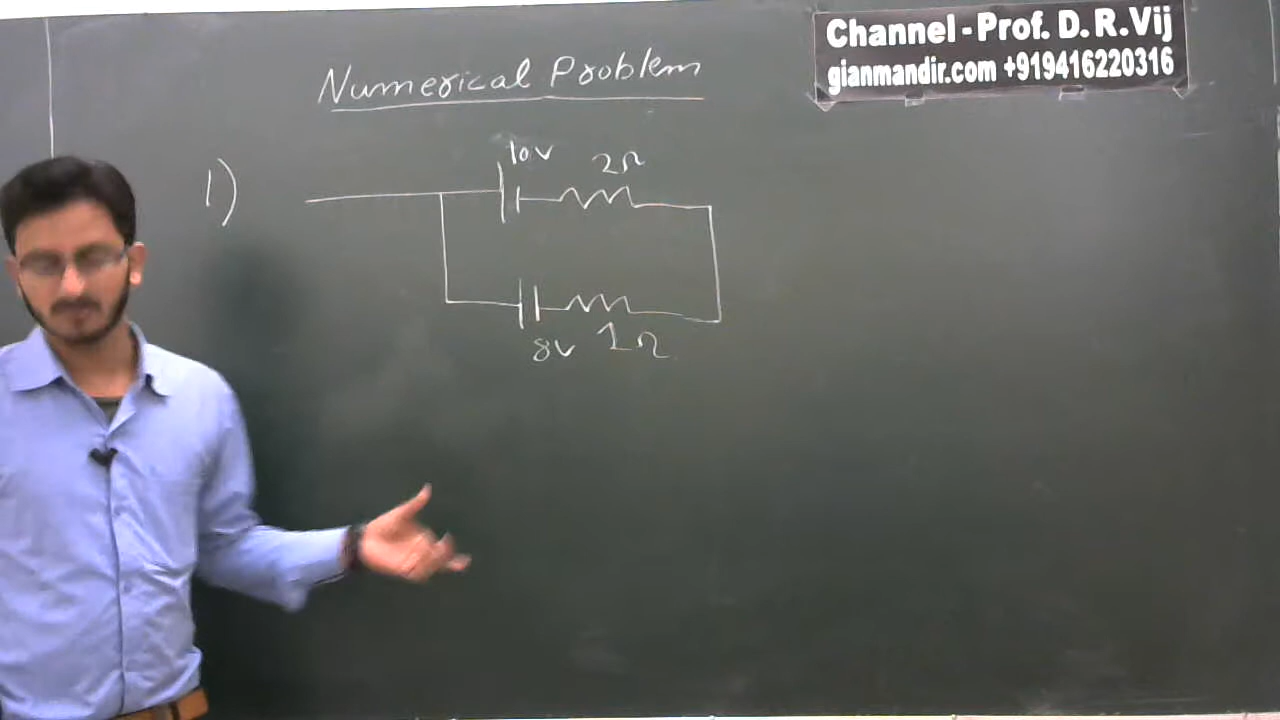 Channel - Prof. D. R. Vij
gianmandir.com +919416220316
Numerical Problem
1)
10v 2Ω
8v 1Ω